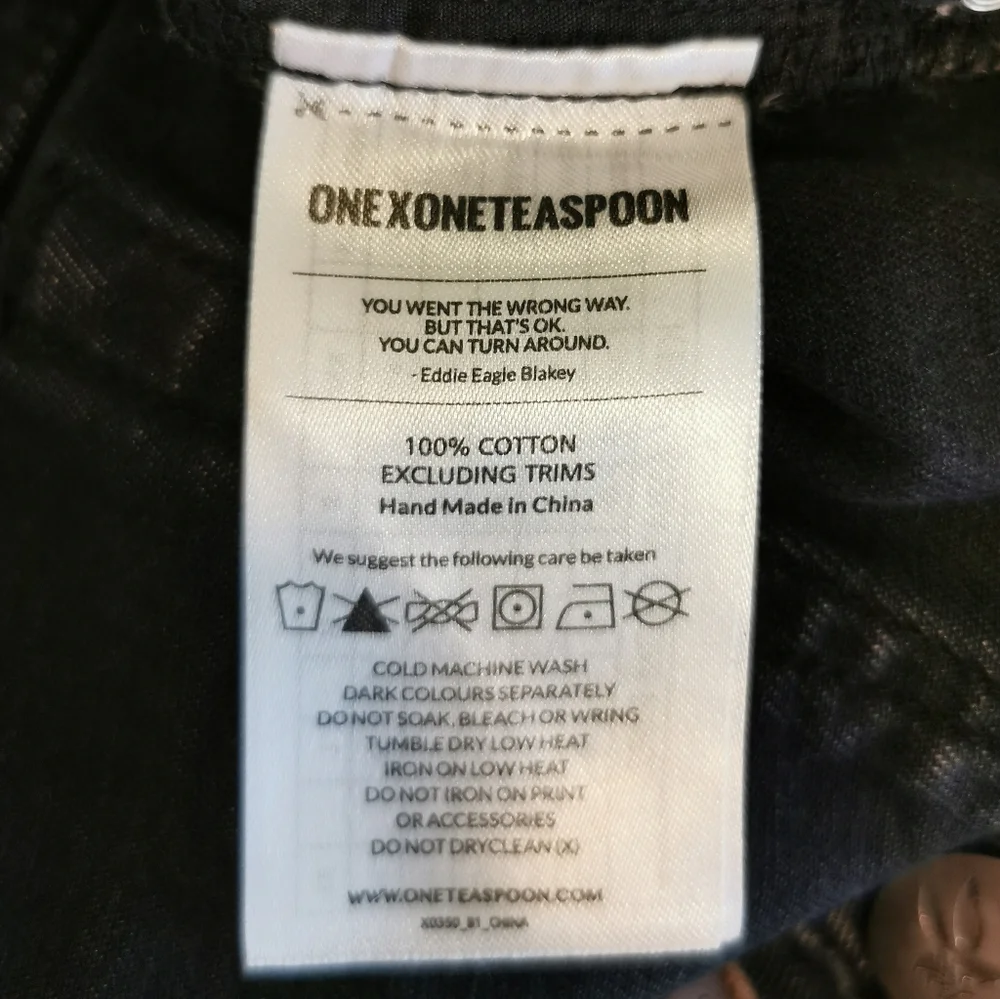 ONEXONETEASPOON
YOU WENT THE WRONG WAY.
BUT THAT'S OK.
YOU CAN TURN AROUND.
-Eddie Eagle Blakey
100% COTTON
EXCLUDING TRIMS
Hand Made in China
We suggest the following care be taken
COLD MACHINE WASH
DARK COLOURS SEPARATELY
DO NOT SOAK, BLEACH OR WRING
TUMBLE DRY LOW HEAT
IRON ON LOW HEAT
DO NOT IRON ON PRINT
OR ACCESSORIES
DO NOT DRYCLEAN (X)
WWW.ONETEASPOON.COM
X0350_B1_CHINA